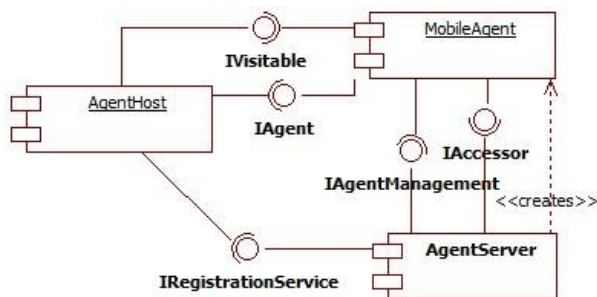 MobileAgent
IVisitable
AgentHost
IAgent
IAccessor
IAgentManagement
<<creates>>
AgentServer
IRegistrationService